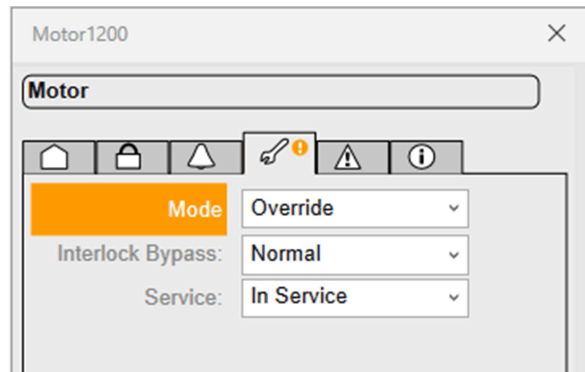 Motor1200
Motor
Mode Override
Interlock Bypass: Normal
Service: In Service